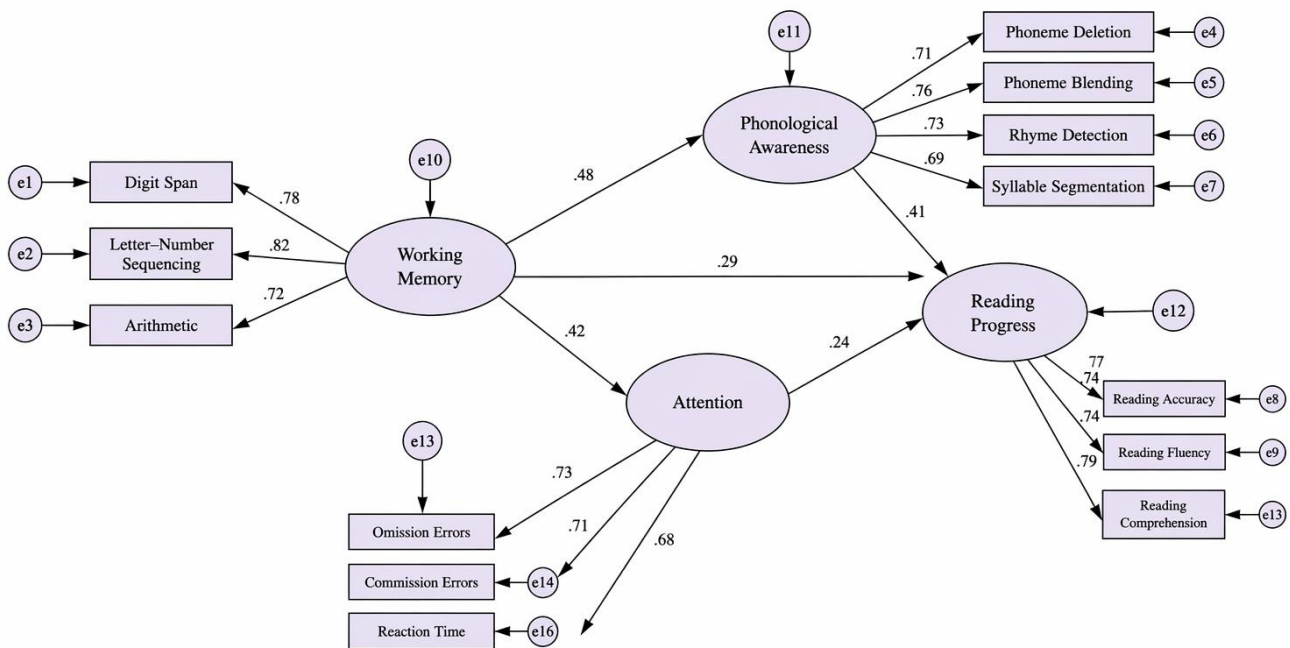 e11
Phoneme Deletion
e4
.71
Phoneme Blending
e5
.76
Phonological
Awareness
.73
Rhyme Detection
e6
.69
Syllable Segmentation
e7
e10
e1
Digit Span
.78
.48
.41
e2
Letter–Number
Sequencing
.82
Working
Memory
.29
e3
Arithmetic
.72
Reading
Progress
e12
.42
.24
Attention
77
.74
Reading Accuracy
e8
.74
Reading Fluency
e9
.79
Reading
Comprehension
e13
e13
.73
Omission Errors
.71
.68
Commission Errors
e14
Reaction Time
e16